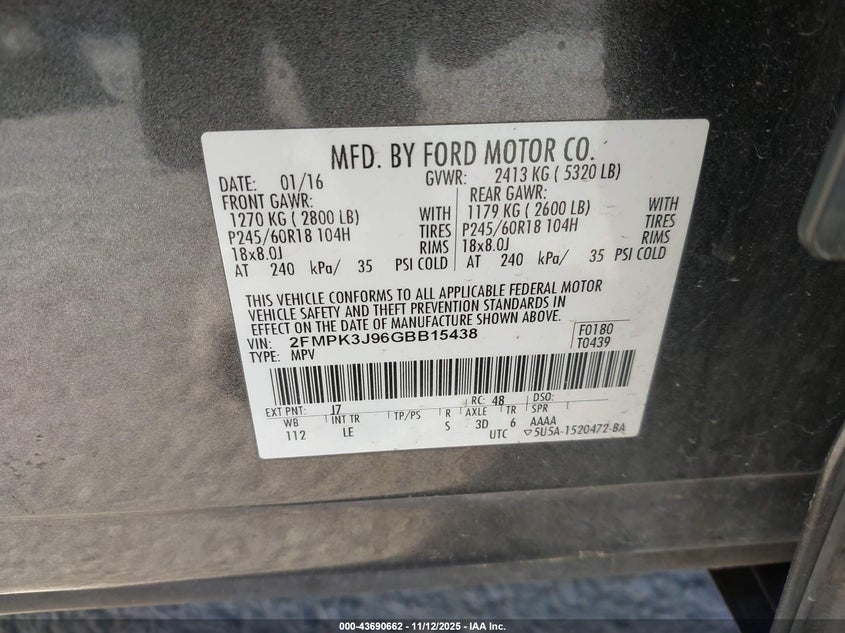 MFD. BY FORD MOTOR CO.
DATE: 01/16 GVWR: 2413 KG ( 5320 LB)
FRONT GAWR: REAR GAWR:
1270 KG ( 2800 LB) WITH 1179 KG ( 2600 LB) WITH
P245/60R18 104H TIRES P245/60R18 104H TIRES
18x8.0J RIMS 18x8.0J RIMS
AT 240 kPa/ 35 PSI COLD AT 240 kPa/ 35 PSI COLD
THIS VEHICLE CONFORMS TO ALL APPLICABLE FEDERAL MOTOR
VEHICLE SAFETY AND THEFT PREVENTION STANDARDS IN
EFFECT ON THE DATE OF MANUFACTURE SHOWN ABOVE.
VIN: 2FMPK3J96GBB15438 F0180
TYPE: MPV T0439
EXT PNT: J7 RC: 48 DSO:
WB INT TR TP/PS R AXLE TR SPR
112 LE S 3D 6 AAAA
UTC ▽5U5A-1520472-BA
000-43690662 - 11/12/2025 - IAA Inc.